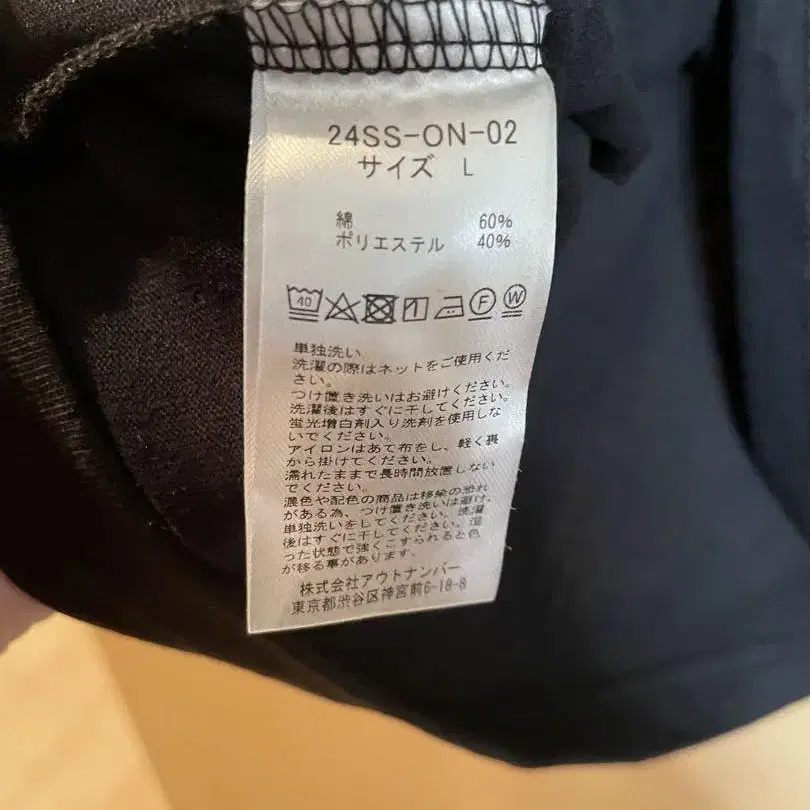 24SS-ON-02
サイズ L
綿 60%
ポリエステル 40%
40 F W
単独洗い
洗濯の際はネットをご使用くだ
さい。
つけ置き洗いはお避けください。
洗濯後はすぐに干してください。
蛍光増白剤入り洗剤を使用しな
いでください。
アイロンはあて布をし、軽く裏
から掛けてください。
濡れたままで長時間放置しない
でください。
濃色や配色の商品は移染の恐れ
がある為、つけ置き洗いは避け、
単独洗いをしてください。洗濯
後はすぐに干してください。湿
った状態で強くこすられると色
が移る事があります。
株式会社アウトナンバー
東京都渋谷区神宮前6-18-8